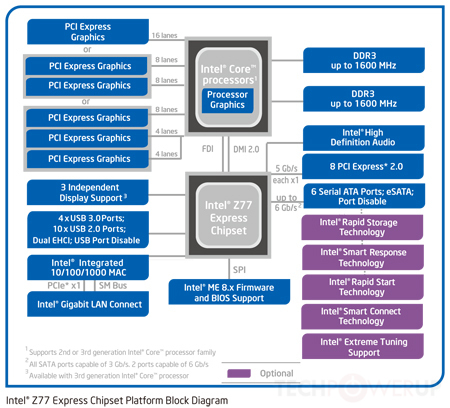 PCI Express
Graphics
16 lanes
or
PCI Express Graphics
8 lanes
PCI Express Graphics
8 lanes
or
PCI Express Graphics
8 lanes
PCI Express Graphics
4 lanes
PCI Express Graphics
4 lanes
Intel® Core™
processors¹
Processor
Graphics
DDR3
up to 1600 MHz
DDR3
up to 1600 MHz
FDI
DMI 2.0
Intel® Z77
Express
Chipset
3 Independent
Display Support³
4 x USB 3.0 Ports;
10 x USB 2.0 Ports;
Dual EHCI; USB Port Disable
Intel® Integrated
10/100/1000 MAC
PCIe* x1
SM Bus
Intel® Gigabit LAN Connect
SPI
Intel® ME 8.x Firmware
and BIOS Support
Intel® High
Definition Audio
5 Gb/s
each x1
8 PCI Express* 2.0
up to
6 Gb/s²
6 Serial ATA Ports; eSATA;
Port Disable
Intel® Rapid Storage
Technology
Intel® Smart Response
Technology
Intel® Rapid Start
Technology
Intel® Smart Connect
Technology
Intel® Extreme Tuning
Support
¹ Supports 2nd or 3rd generation Intel® Core™ processor family
² All SATA ports capable of 3 Gb/s. 2 ports capable of 6 Gb/s
³ Available with 3rd generation Intel® Core™ processor
Optional
TECHPOWERUP
Intel® Z77 Express Chipset Platform Block Diagram